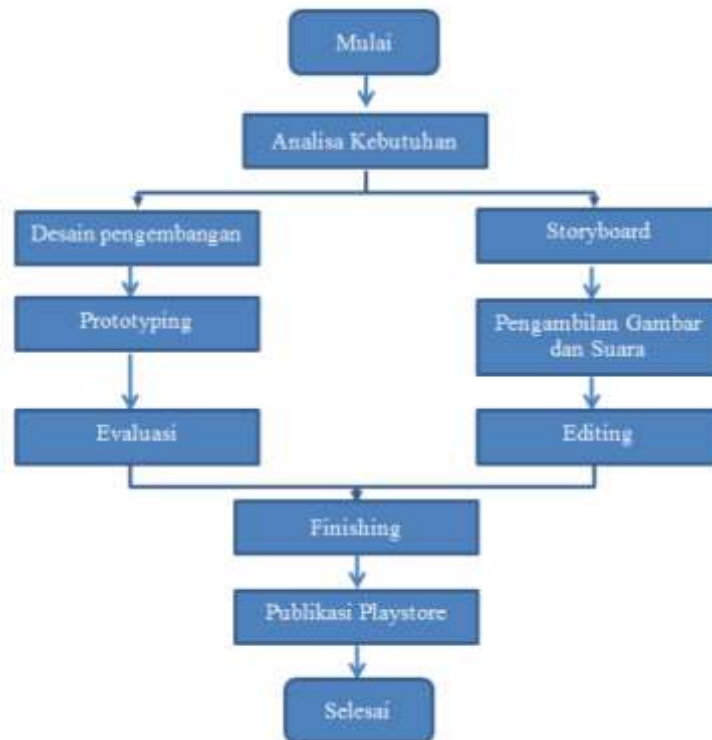 Mulai
Analisa Kebutuhan
Desain pengembangan
Storyboard
Prototyping
Pengambilan Gambar
dan Suara
Evaluasi
Editing
Finishing
Publikasi Playstore
Selesai